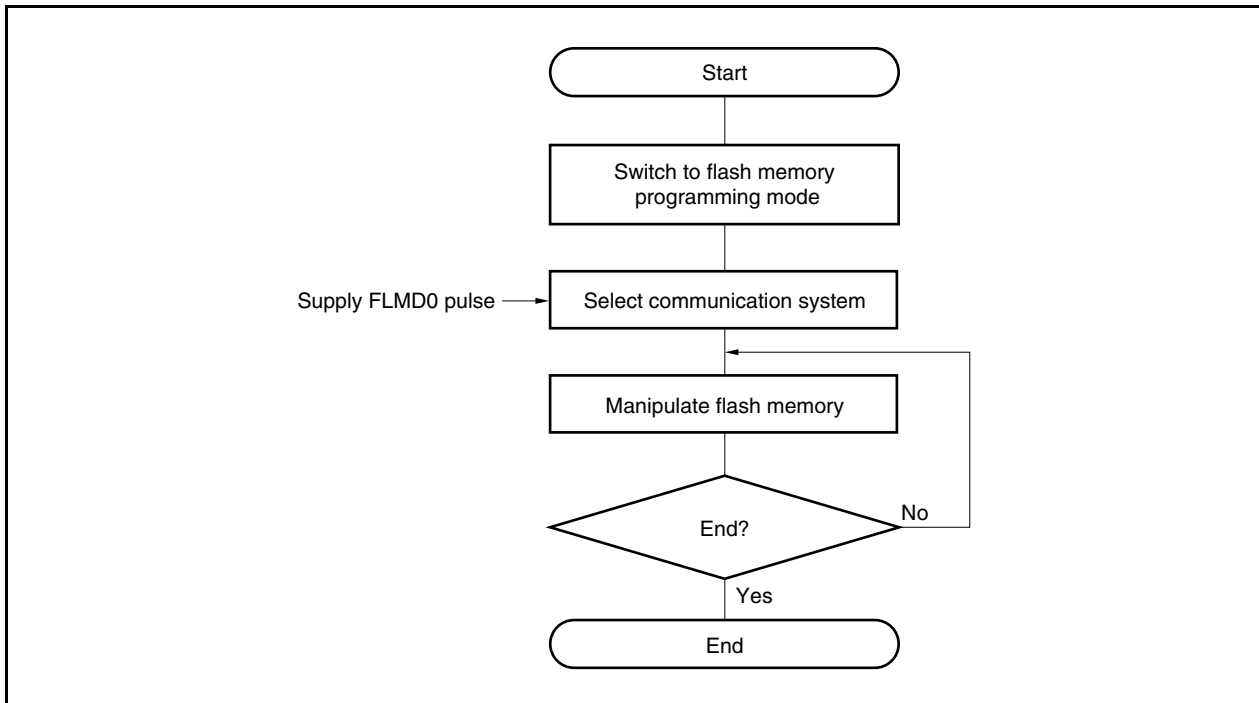 Start
Switch to flash memory
programming mode
Supply FLMD0 pulse
Select communication system
Manipulate flash memory
End?
No
Yes
End